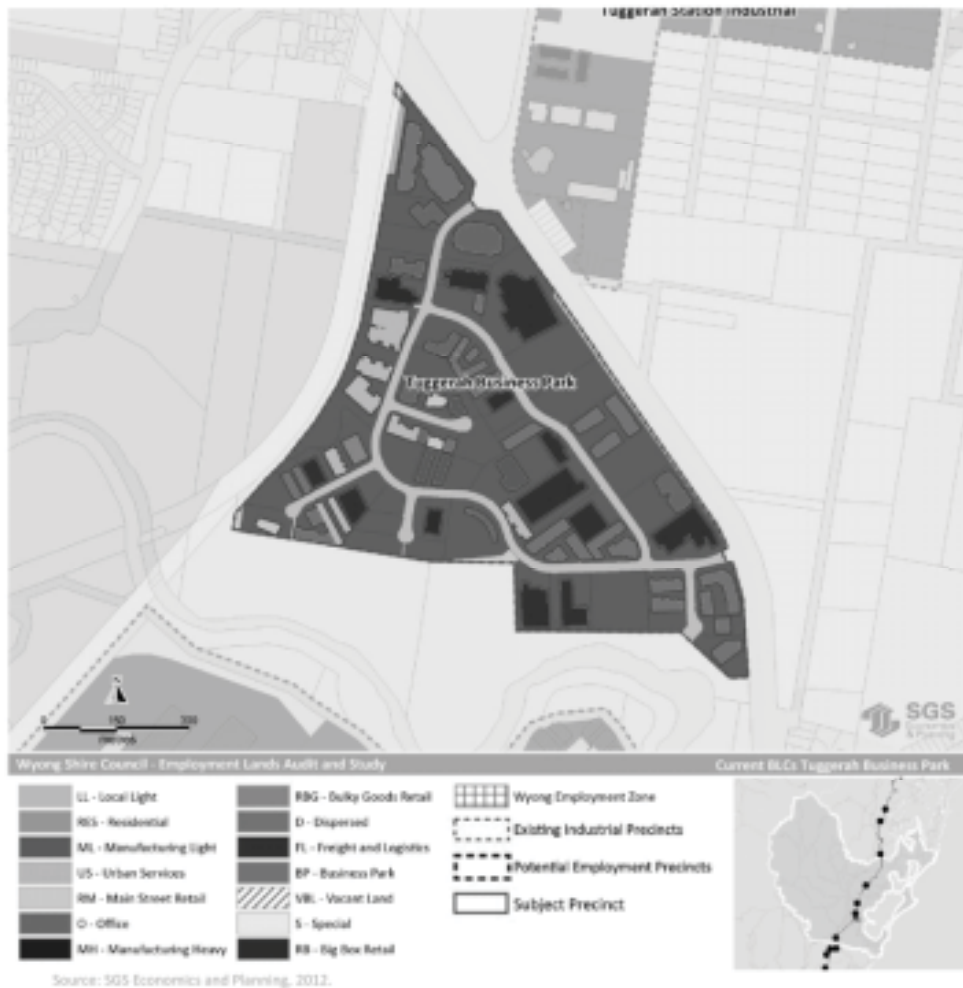 Tuggerah Station Industrial
Tuggerah Business Park
N
0
150
300
metres
SGS
Economics
& Planning
Wyong Shire Council - Employment Lands Audit and Study
Current BLCs Tuggerah Business Park
LL - Local Light
RES - Residential
ML - Manufacturing Light
US - Urban Services
RM - Main Street Retail
O - Office
MH - Manufacturing Heavy
RBG - Bulky Goods Retail
D - Dispersed
FL - Freight and Logistics
BP - Business Park
VBL - Vacant Land
S - Special
RB - Big Box Retail
Wyong Employment Zone
Existing Industrial Precincts
Potential Employment Precincts
Subject Precinct
Source: SGS Economics and Planning, 2012.